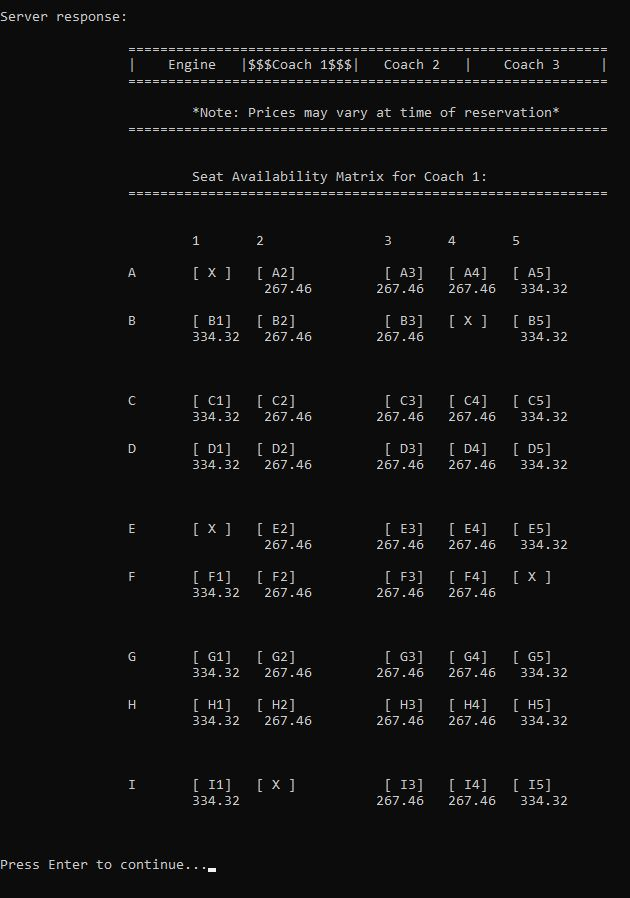 Server response:
============================================================
|    Engine   |$$$Coach 1$$$|   Coach 2   |    Coach 3     |
============================================================
*Note: Prices may vary at time of reservation*
============================================================
Seat Availability Matrix for Coach 1:
============================================================
1       2               3       4       5
A       [ X ]   [ A2]           [ A3]   [ A4]   [ A5]
267.46        267.46   267.46   334.32
B       [ B1]   [ B2]           [ B3]   [ X ]   [ B5]
334.32   267.46        267.46            334.32
C       [ C1]   [ C2]           [ C3]   [ C4]   [ C5]
334.32   267.46        267.46   267.46   334.32
D       [ D1]   [ D2]           [ D3]   [ D4]   [ D5]
334.32   267.46        267.46   267.46   334.32
E       [ X ]   [ E2]           [ E3]   [ E4]   [ E5]
267.46        267.46   267.46   334.32
F       [ F1]   [ F2]           [ F3]   [ F4]   [ X ]
334.32   267.46        267.46   267.46
G       [ G1]   [ G2]           [ G3]   [ G4]   [ G5]
334.32   267.46        267.46   267.46   334.32
H       [ H1]   [ H2]           [ H3]   [ H4]   [ H5]
334.32   267.46        267.46   267.46   334.32
I       [ I1]   [ X ]           [ I3]   [ I4]   [ I5]
334.32                 267.46   267.46   334.32
Press Enter to continue...